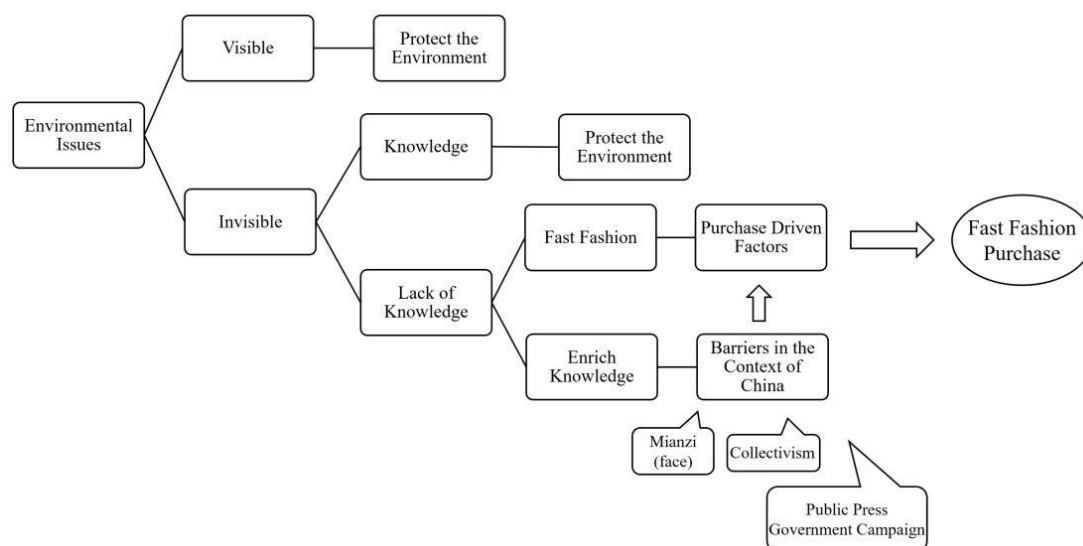 Visible
Protect the
Environment
Environmental
Issues
Knowledge
Protect the
Environment
Invisible
Fast Fashion
Purchase Driven
Factors
Fast Fashion
Purchase
Lack of
Knowledge
Enrich
Knowledge
Barriers in the
Context of
China
Mianzi
(face)
Collectivism
Public Press
Government Campaign